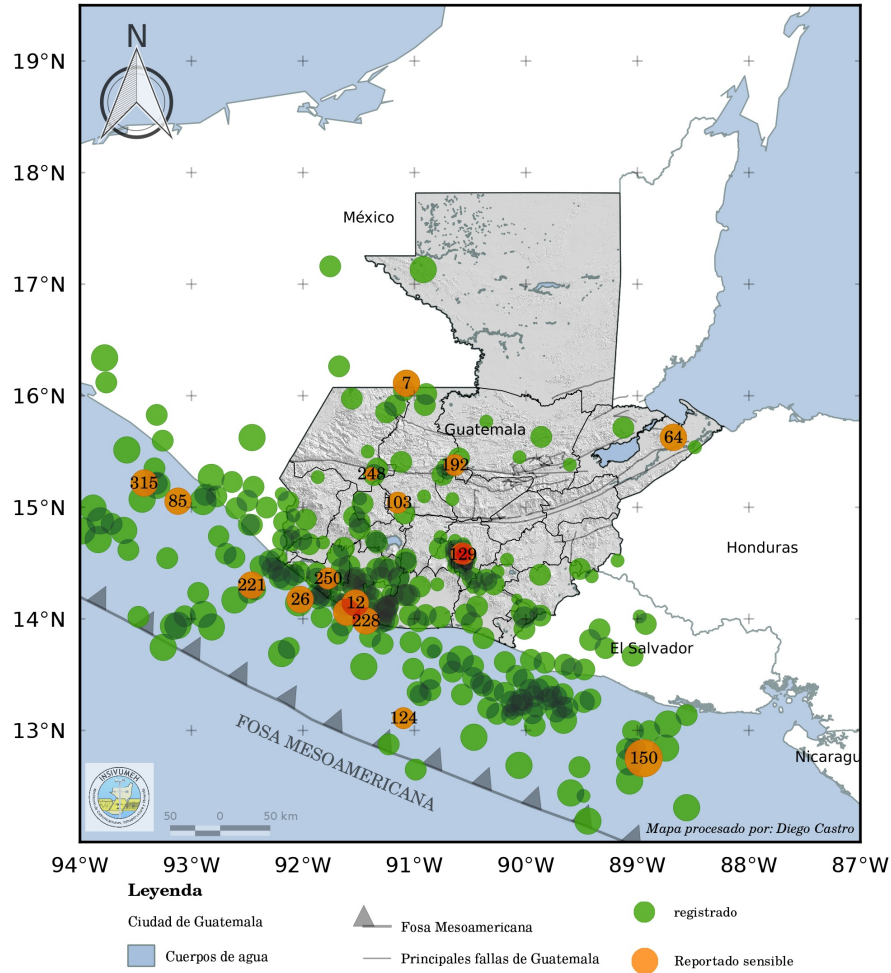 N
19°N
18°N
México
17°N
16°N
7
Guatemala
64
192
248
315
15°N
85
103
129
Honduras
250
221
26
12
14°N
228
El Salvador
124
13°N
FOSA MESOAMERICANA
150
Nicaragu
INSIVUMEH
50 0 50 km
Mapa procesado por: Diego Castro
94°W 93°W 92°W 91°W 90°W 89°W 88°W 87°W
Leyenda
Ciudad de Guatemala
Fosa Mesoamericana
registrado
Cuerpos de agua
Principales fallas de Guatemala
Reportado sensible